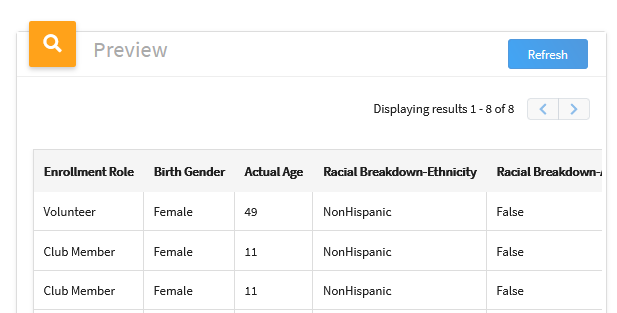 Preview
Refresh
Displaying results 1 - 8 of 8
Enrollment Role Birth Gender Actual Age Racial Breakdown-Ethnicity Racial Breakdown-
Volunteer Female 49 NonHispanic False
Club Member Female 11 NonHispanic False
Club Member Female 11 NonHispanic False